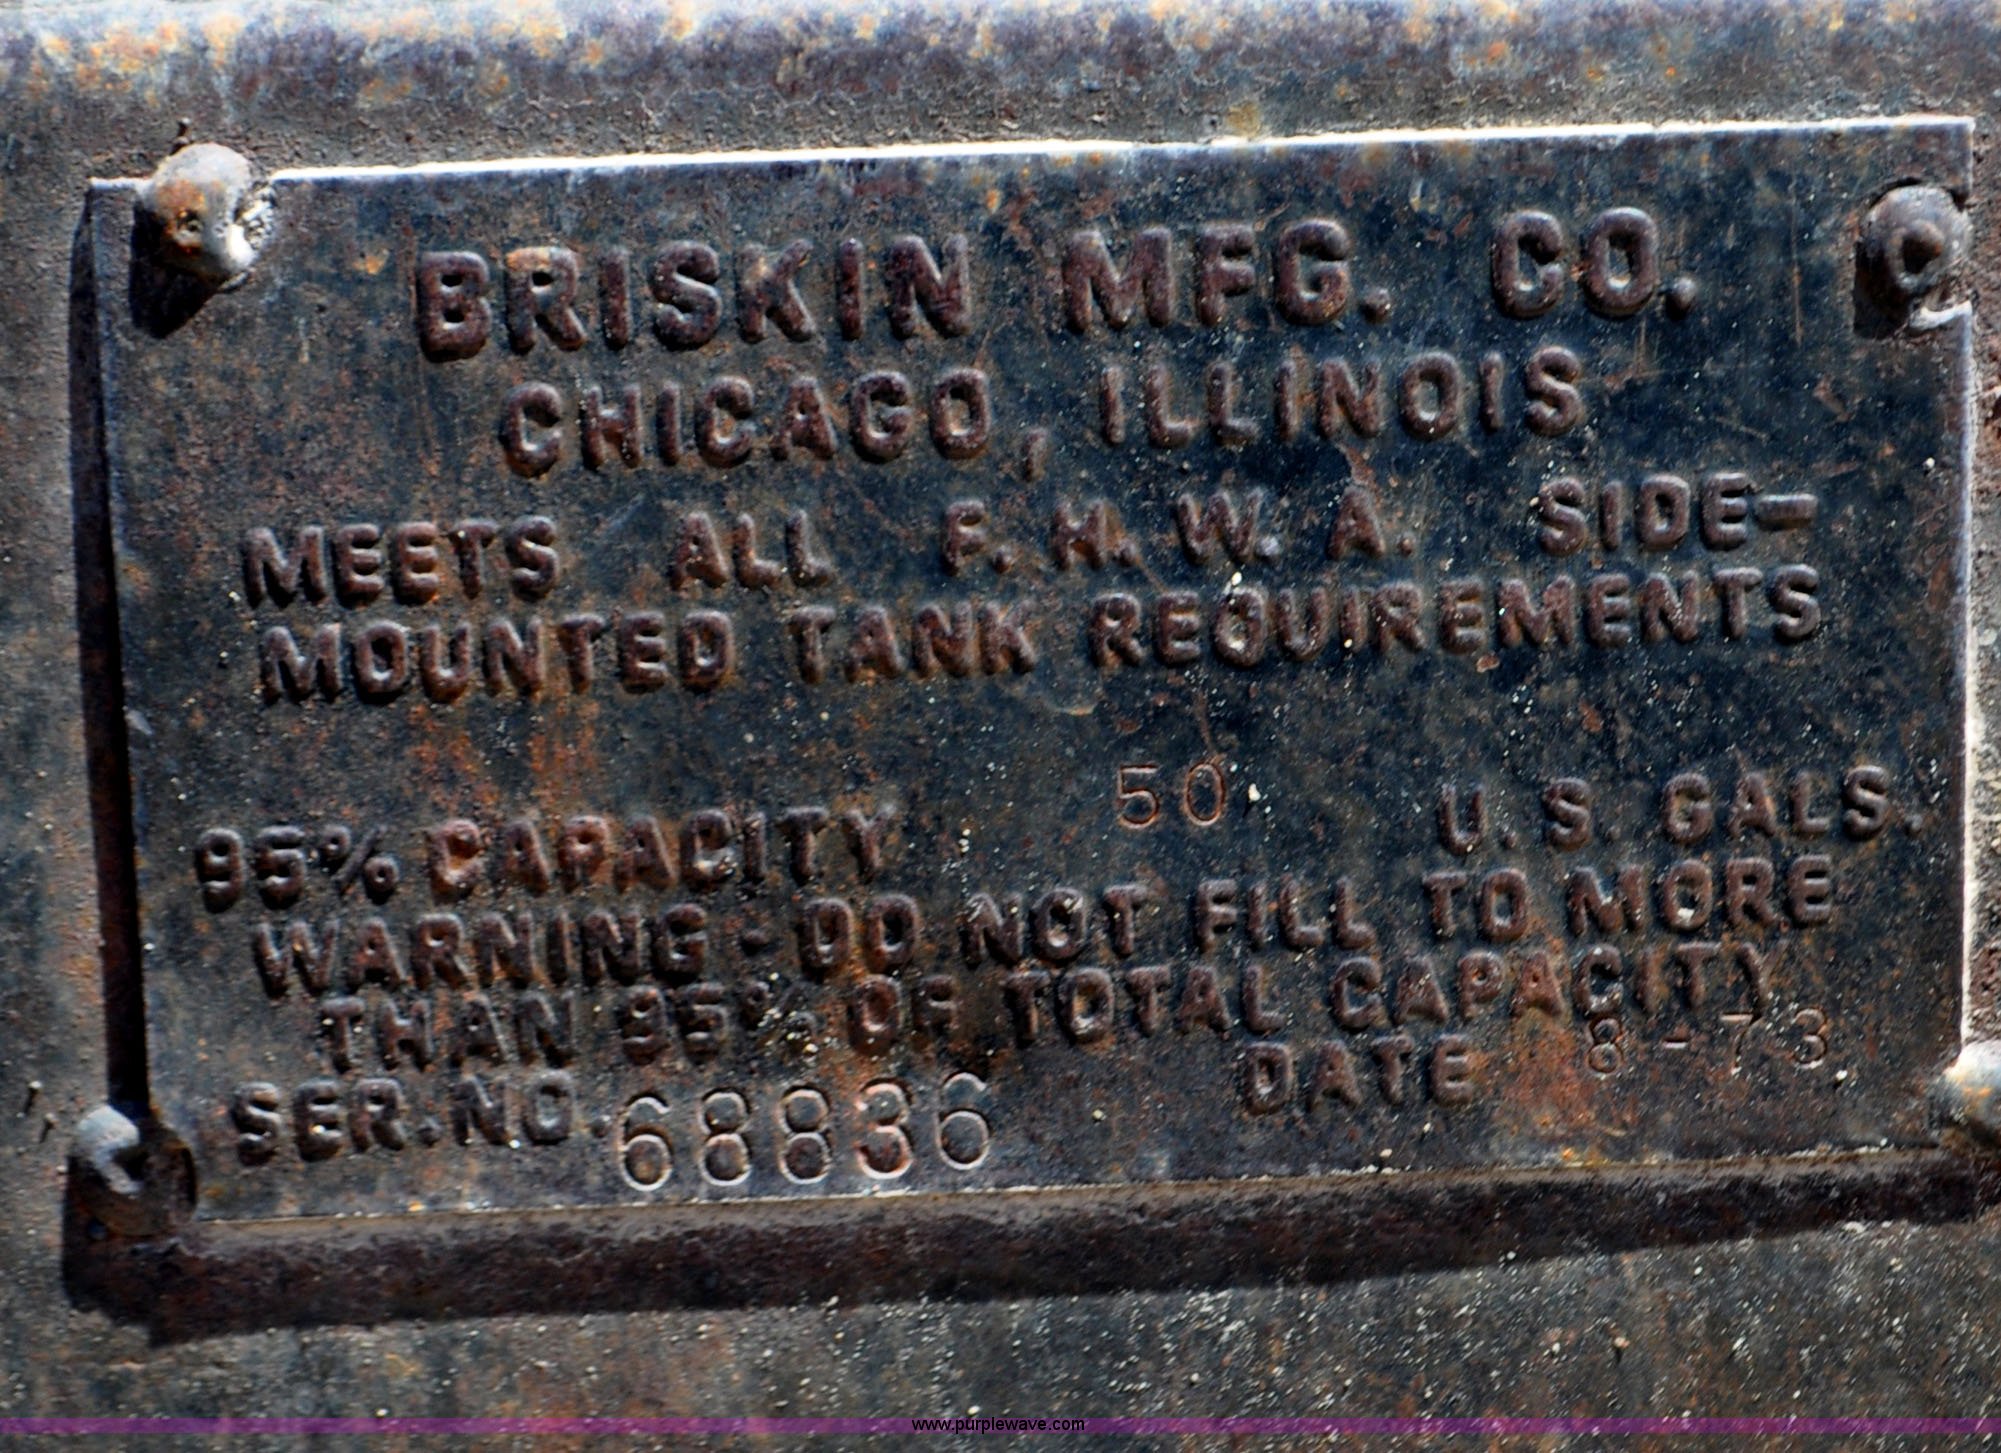 BRISKIN MFG. CO.
CHICAGO, ILLINOIS
MEETS ALL F.H.W.A. SIDE-
MOUNTED TANK REQUIREMENTS
95% CAPACITY 50 U.S. GALS.
WARNING - DO NOT FILL TO MORE
THAN 95% OF TOTAL CAPACITY
SER. NO. 68836 DATE 8-73
www.purplewave.com